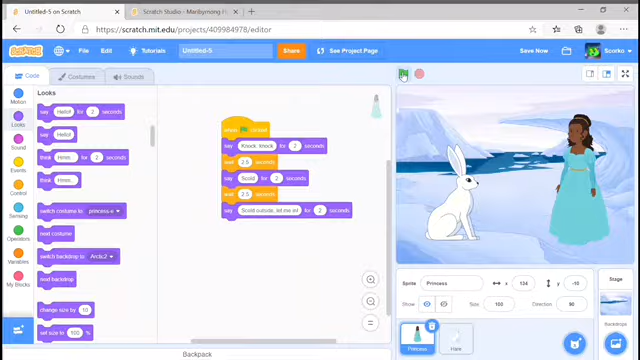 Untitled-5 on Scratch
Scratch Studio -
https://scratch.mit.edu/projects/409984978/editor
SCRATCH
File Edit Tutorials Untitled-5 Share See Project Page Save Now Scorko
Code Costumes Sounds
Motion
Looks
Sound
Events
Control
Sensing
Operators
Variables
My Blocks
Looks
say Hello! for 2 seconds
say Hello!
think Hmm... for 2 seconds
think Hmm...
switch costume to princess-e
next costume
switch backdrop to Arctic2
next backdrop
change size by 10
set size to 100 %
when clicked
say Knock, knock for 2 seconds
wait 2.5 seconds
say Scold for 2 seconds
wait 2.5 seconds
say Scold outside, let me in! for 2 seconds
Sprite Princess x 134 y -10
Show Size 100 Direction 90
Princess
Hare
Stage
Backdrops
Backpack